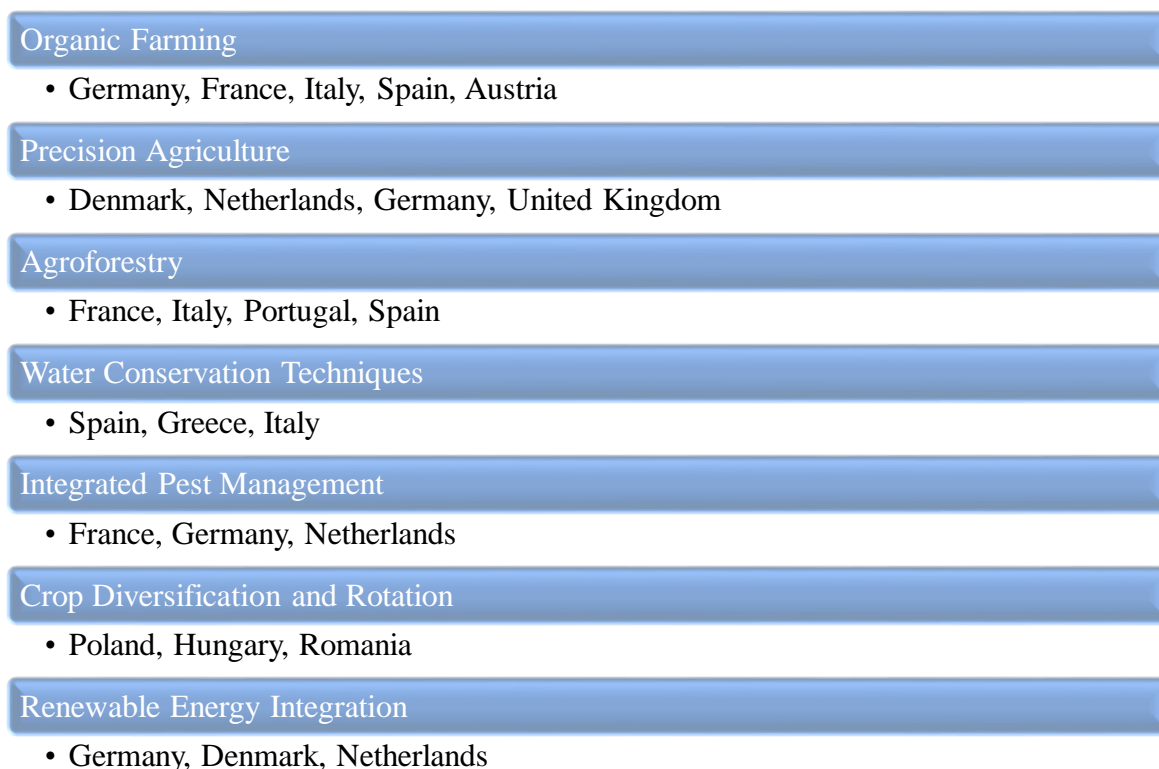 Organic Farming
• Germany, France, Italy, Spain, Austria
Precision Agriculture
• Denmark, Netherlands, Germany, United Kingdom
Agroforestry
• France, Italy, Portugal, Spain
Water Conservation Techniques
• Spain, Greece, Italy
Integrated Pest Management
• France, Germany, Netherlands
Crop Diversification and Rotation
• Poland, Hungary, Romania
Renewable Energy Integration
• Germany, Denmark, Netherlands